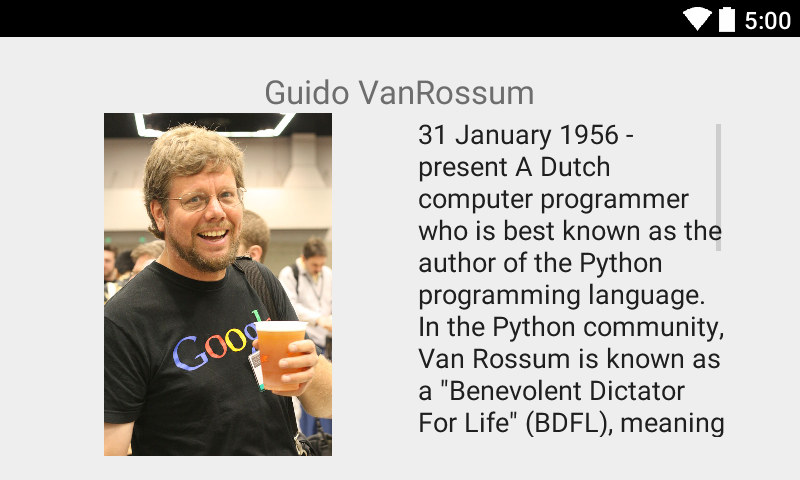 5:00
Guido VanRossum
31 January 1956 -
present A Dutch
computer programmer
who is best known as the
author of the Python
programming language.
In the Python community,
Van Rossum is known as
a "Benevolent Dictator
For Life" (BDFL), meaning
Google